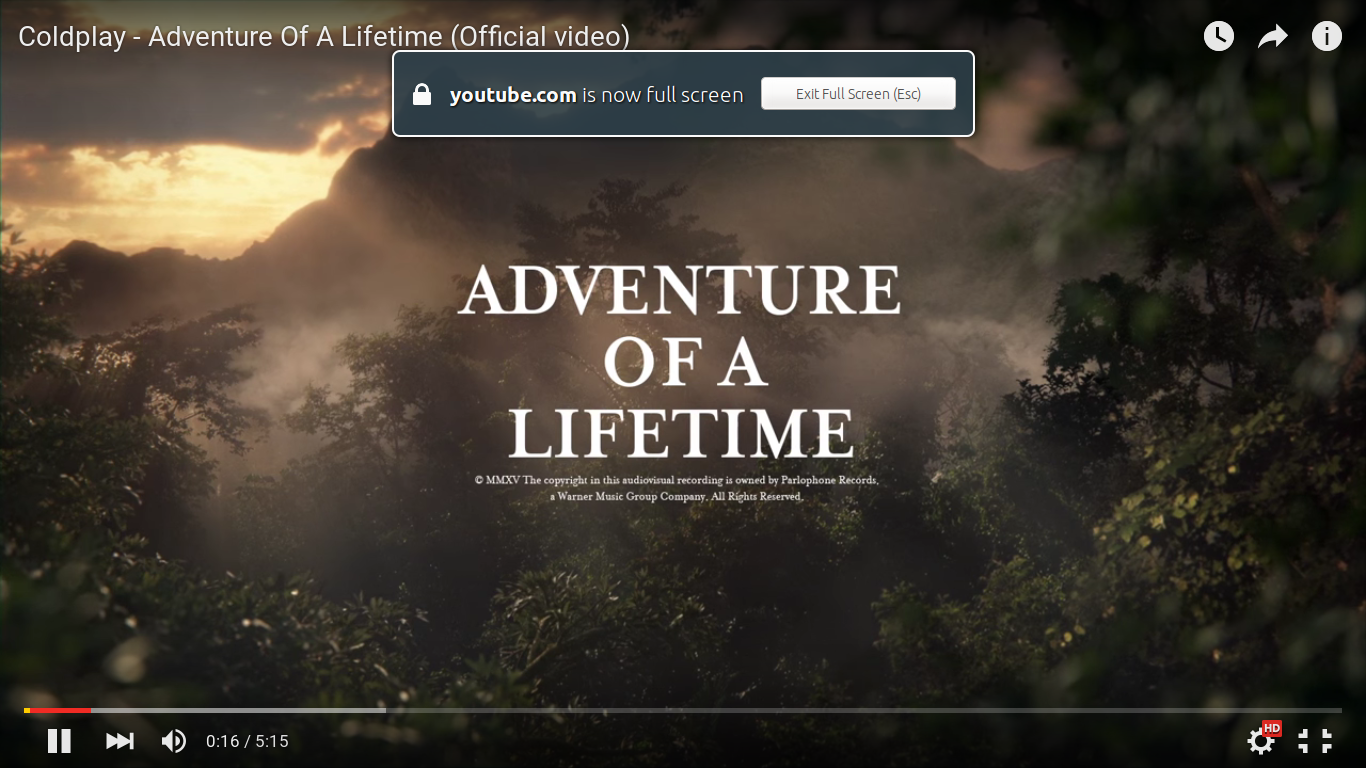 Coldplay - Adventure Of A Lifetime (Official video)
youtube.com is now full screen
Exit Full Screen (Esc)
ADVENTURE
OF A
LIFETIME
© MMXV The copyright in this audiovisual recording is owned by Parlophone Records,
a Warner Music Group Company. All Rights Reserved.
0:16 / 5:15
HD